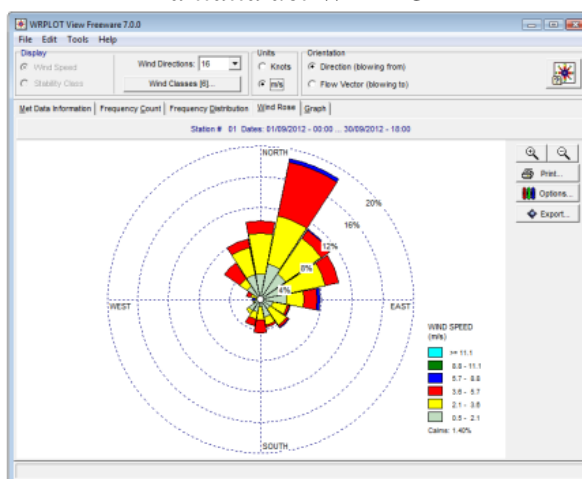 WRPLOT View Freeware 7.0.0
File Edit Tools Help
Display
Wind Speed
Stability Class
Wind Directions: 16
Wind Classes [6]...
Units
Knots
m/s
Orientation
Direction (blowing from)
Flow Vector (blowing to)
Met Data Information Frequency Count Frequency Distribution Wind Rose Graph
Station # 01 Dates: 01/09/2012 - 00:00 ... 30/09/2012 - 18:00
NORTH
20%
16%
12%
8%
4%
WEST
EAST
SOUTH
WIND SPEED
(m/s)
>= 11.1
8.8 - 11.1
5.7 - 8.8
3.6 - 5.7
2.1 - 3.6
0.5 - 2.1
Calms: 1.40%
Print...
Options...
Export...